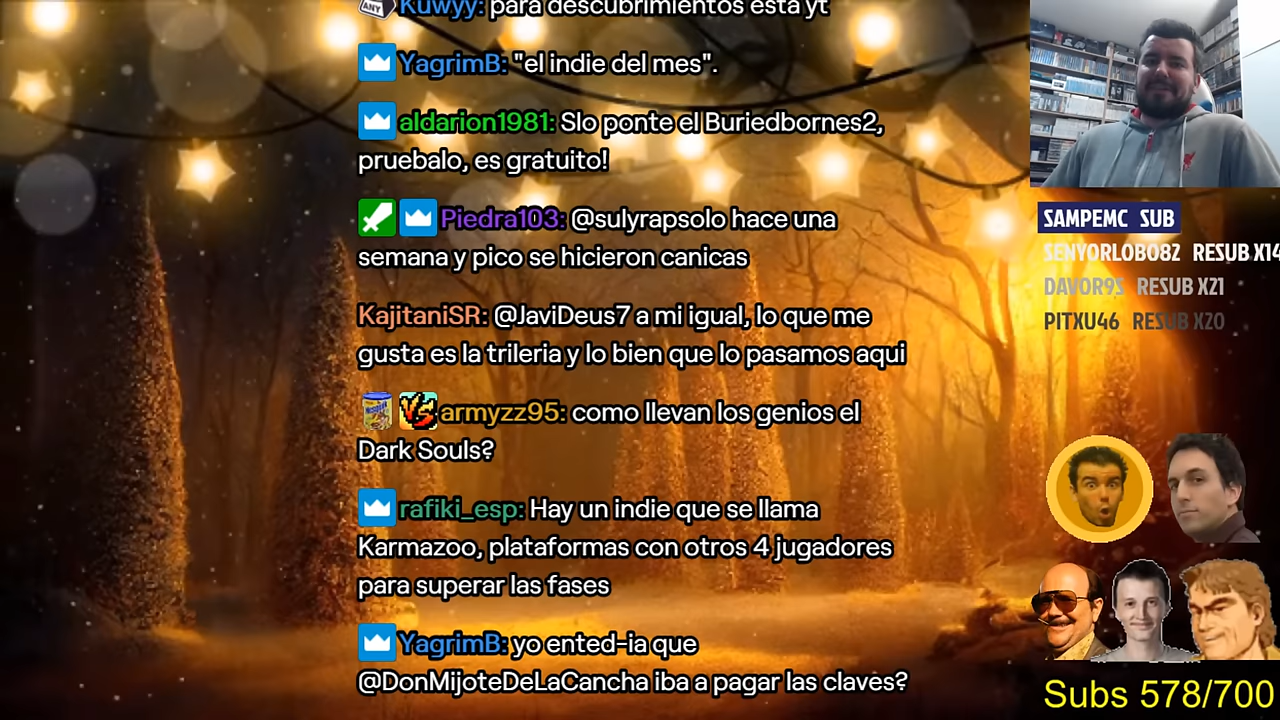 ANY Kuwyy: para descubrimientos esta yt
YagrimB: "el indie del mes".
aldarion1981: Slo ponte el Buriedbornes2,
pruebalo, es gratuito!
Piedra103: @sulyrapsolo hace una
semana y pico se hicieron canicas
KajitaniSR: @JaviDeus7 a mi igual, lo que me
gusta es la trileria y lo bien que lo pasamos aqui
VS armyzz95: como llevan los genios el
Dark Souls?
rafiki_esp: Hay un indie que se llama
Karmazoo, plataformas con otros 4 jugadores
para superar las fases
YagrimB: yo ented-ia que
@DonMijoteDeLaCancha iba a pagar las claves?
SAMPEMC SUB
SENYORLOBO82 RESUB X14
DAVOR9S RESUB X21
PITXU46 RESUB X20
Subs 578/700